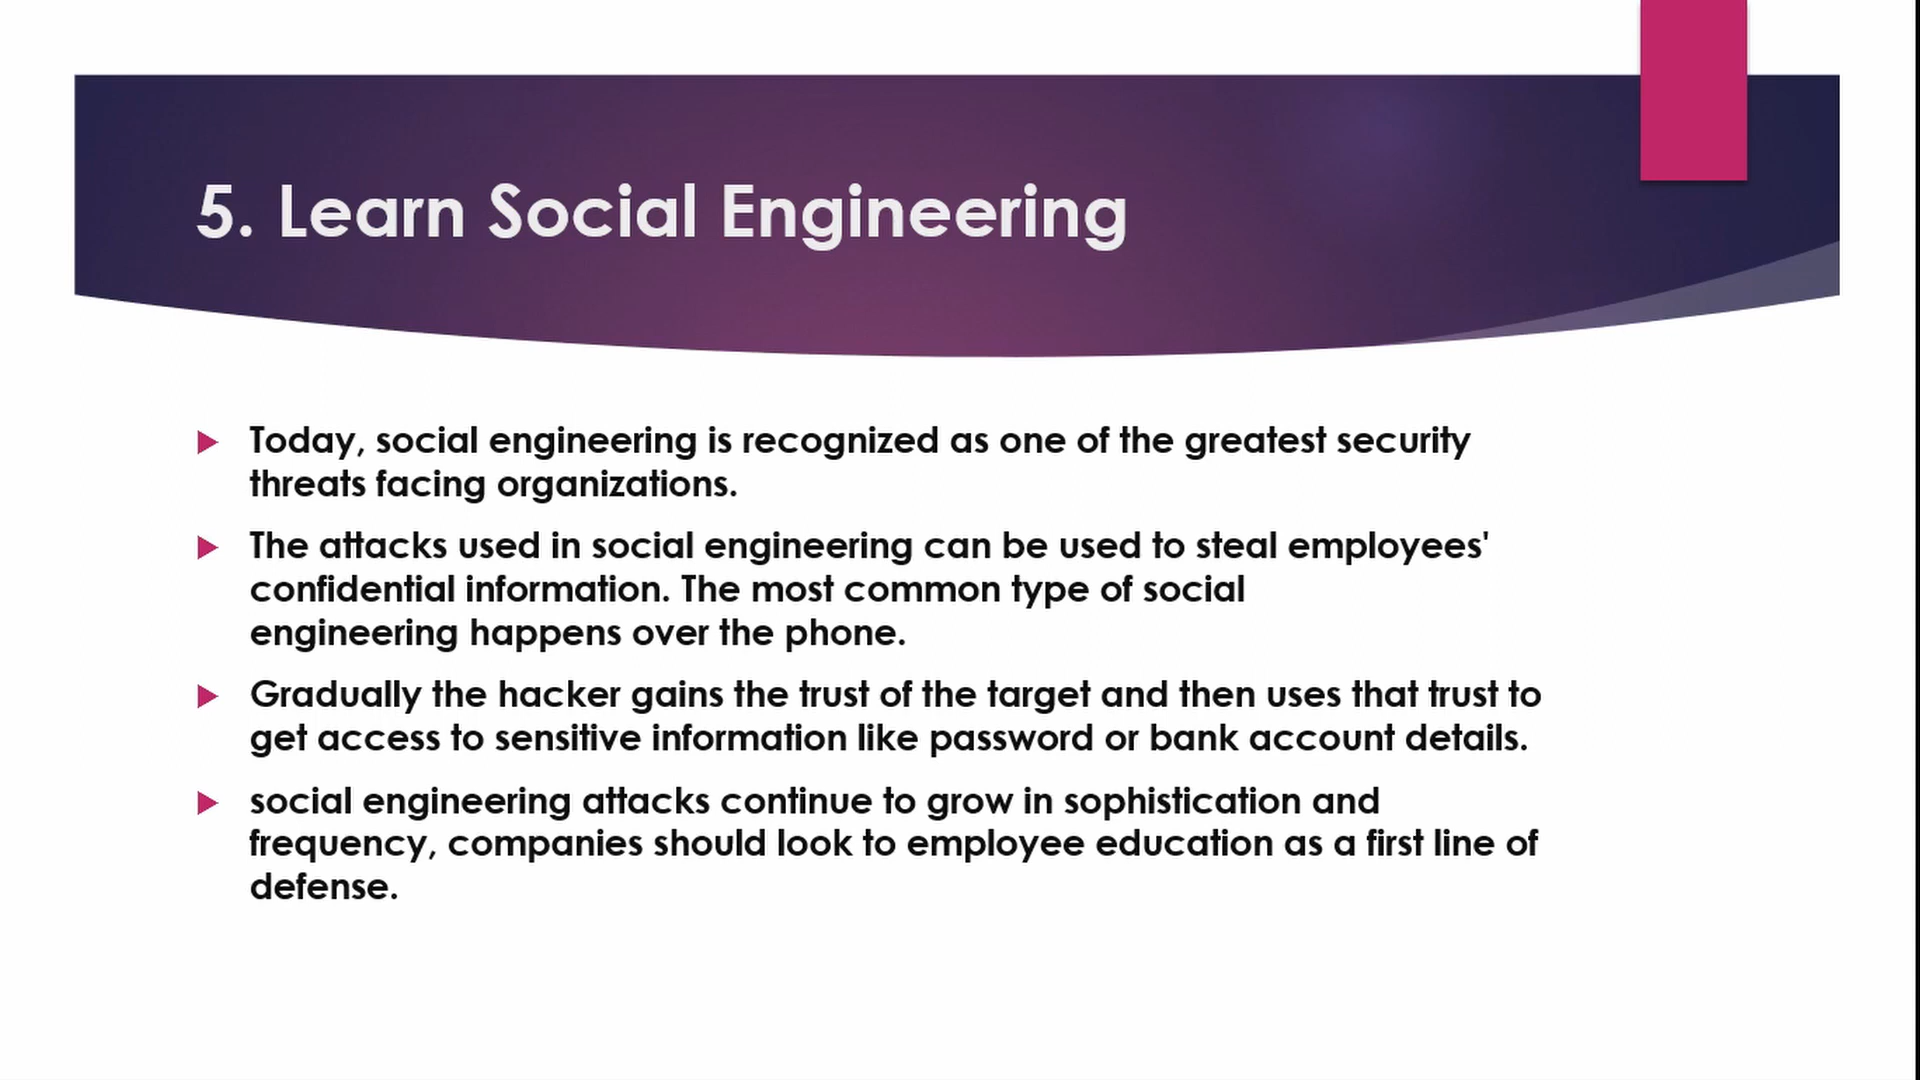 5. Learn Social Engineering
Today, social engineering is recognized as one of the greatest security
threats facing organizations.
The attacks used in social engineering can be used to steal employees'
confidential information. The most common type of social
engineering happens over the phone.
Gradually the hacker gains the trust of the target and then uses that trust to
get access to sensitive information like password or bank account details.
social engineering attacks continue to grow in sophistication and
frequency, companies should look to employee education as a first line of
defense.